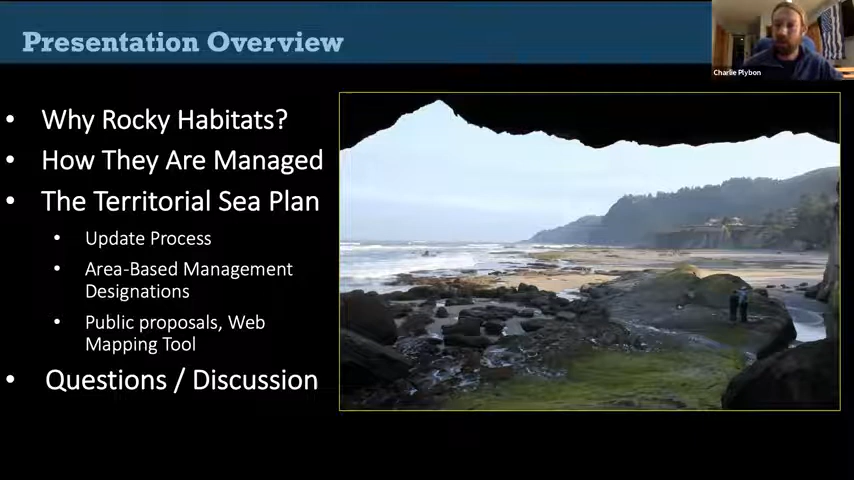 Presentation Overview
Charlie Plybon
• Why Rocky Habitats?
• How They Are Managed
• The Territorial Sea Plan
• Update Process
• Area-Based Management
Designations
• Public proposals, Web
Mapping Tool
• Questions / Discussion